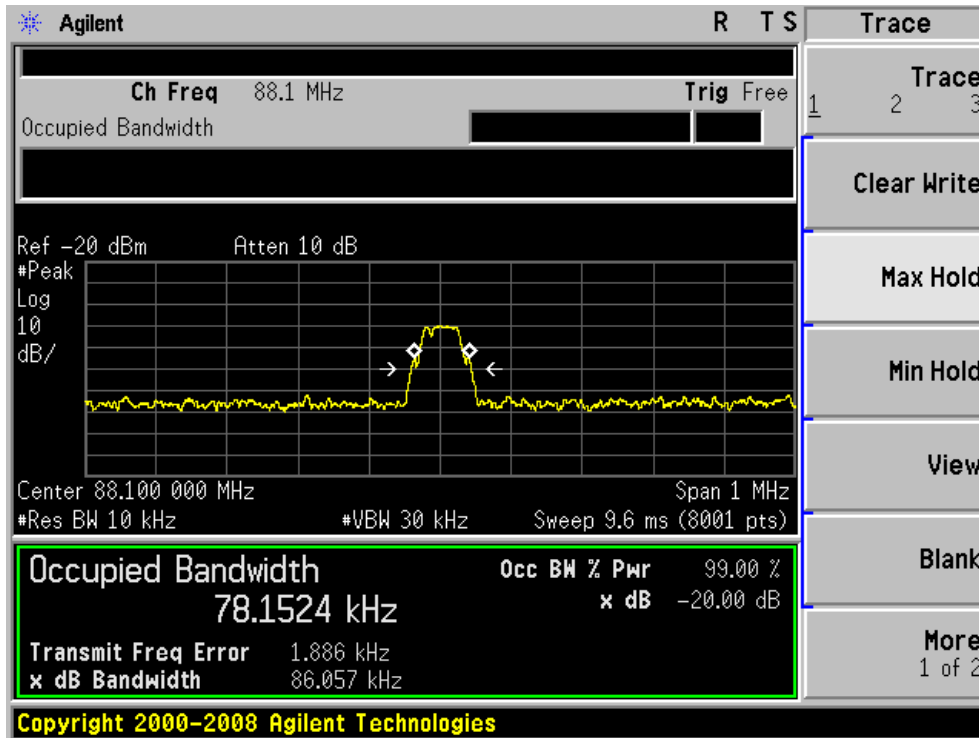 Agilent R T S Trace
Ch Freq 88.1 MHz Trig Free
Occupied Bandwidth
Trace
1 2 3
Clear Write
Max Hold
Min Hold
View
Blank
More
1 of 2
Ref -20 dBm Atten 10 dB
#Peak
Log
10
dB/
Center 88.100 000 MHz Span 1 MHz
#Res BW 10 kHz #VBW 30 kHz Sweep 9.6 ms (8001 pts)
Occupied Bandwidth Occ BW % Pwr 99.00 %
78.1524 kHz x dB -20.00 dB
Transmit Freq Error 1.886 kHz
x dB Bandwidth 86.057 kHz
Copyright 2000-2008 Agilent Technologies